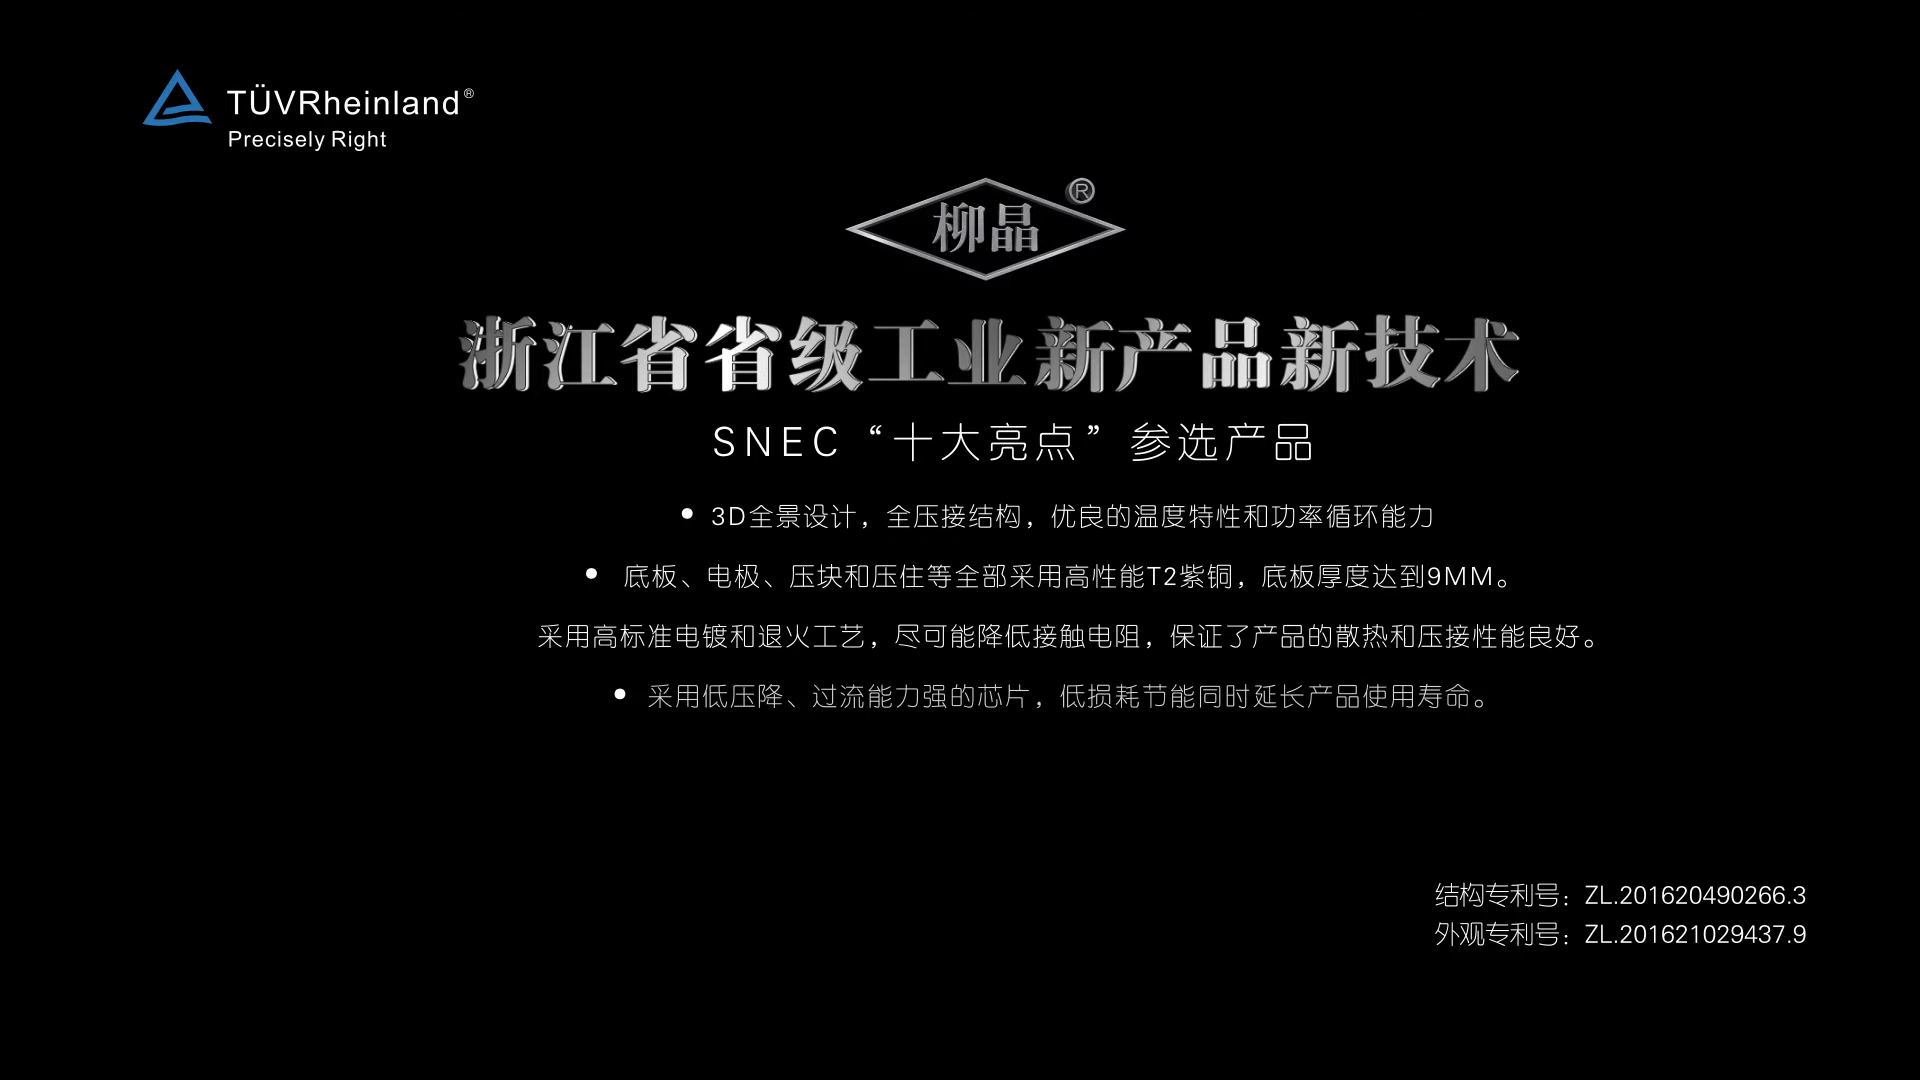 TÜVRheinland®
Precisely Right
柳晶®
浙江省省级工业新产品新技术
SNEC“十大亮点”参选产品
• 3D全景设计，全压接结构，优良的温度特性和功率循环能力
• 底板、电极、压块和压住等全部采用高性能T2紫铜，底板厚度达到9MM。
采用高标准电镀和退火工艺，尽可能降低接触电阻，保证了产品的散热和压接性能良好。
• 采用低压降、过流能力强的芯片，低损耗节能同时延长产品使用寿命。
结构专利号：ZL.201620490266.3
外观专利号：ZL.201621029437.9